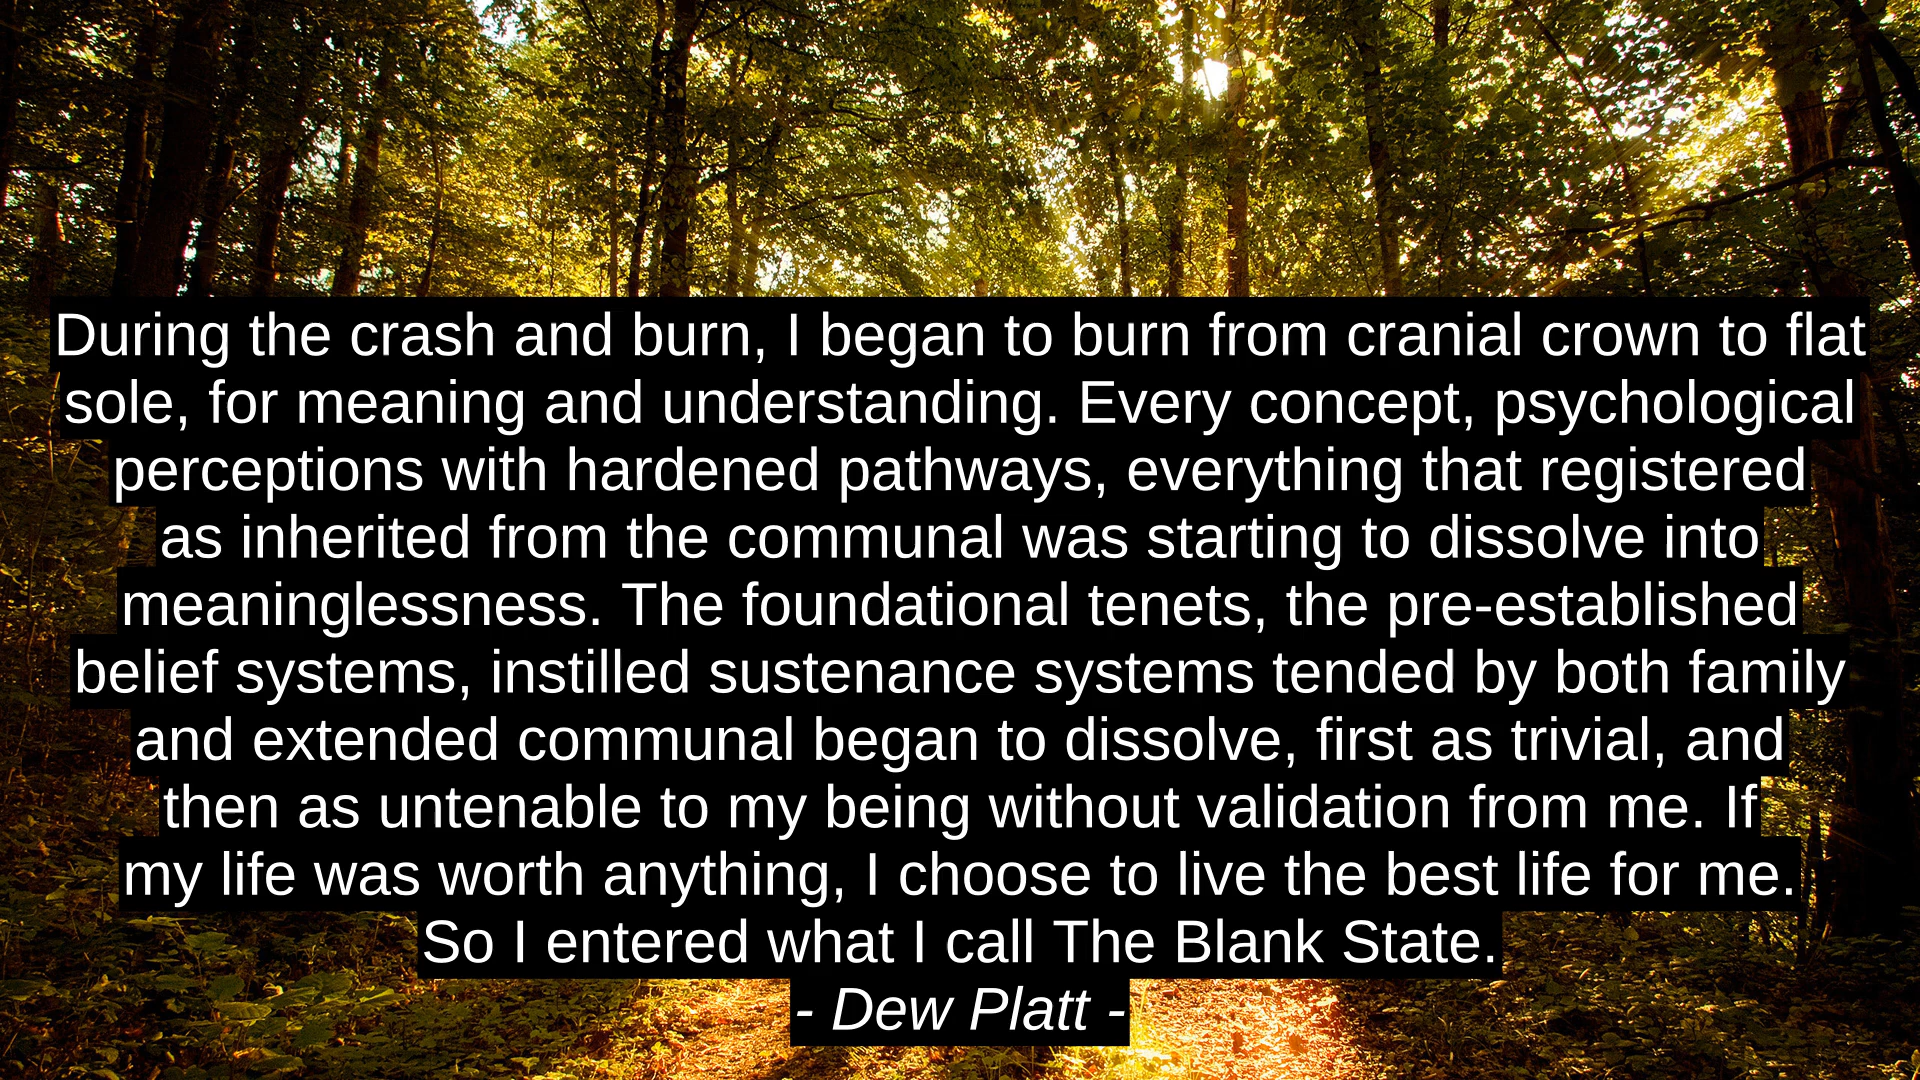 During the crash and burn, I began to burn from cranial crown to flat
sole, for meaning and understanding. Every concept, psychological
perceptions with hardened pathways, everything that registered
as inherited from the communal was starting to dissolve into
meaninglessness. The foundational tenets, the pre-established
belief systems, instilled sustenance systems tended by both family
and extended communal began to dissolve, first as trivial, and
then as untenable to my being without validation from me. If
my life was worth anything, I choose to live the best life for me.
So I entered what I call The Blank State.
- Dew Platt -